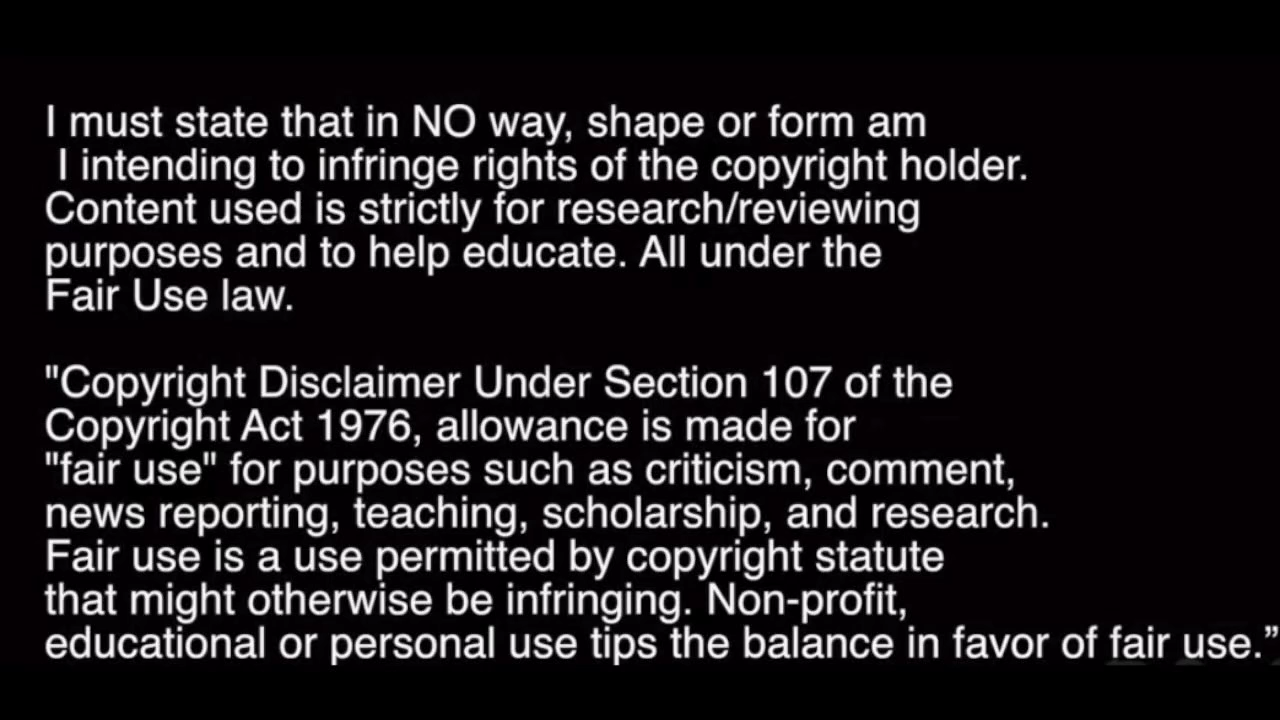 I must state that in NO way, shape or form am
I intending to infringe rights of the copyright holder.
Content used is strictly for research/reviewing
purposes and to help educate. All under the
Fair Use law.
"Copyright Disclaimer Under Section 107 of the
Copyright Act 1976, allowance is made for
"fair use" for purposes such as criticism, comment,
news reporting, teaching, scholarship, and research.
Fair use is a use permitted by copyright statute
that might otherwise be infringing. Non-profit,
educational or personal use tips the balance in favor of fair use.”